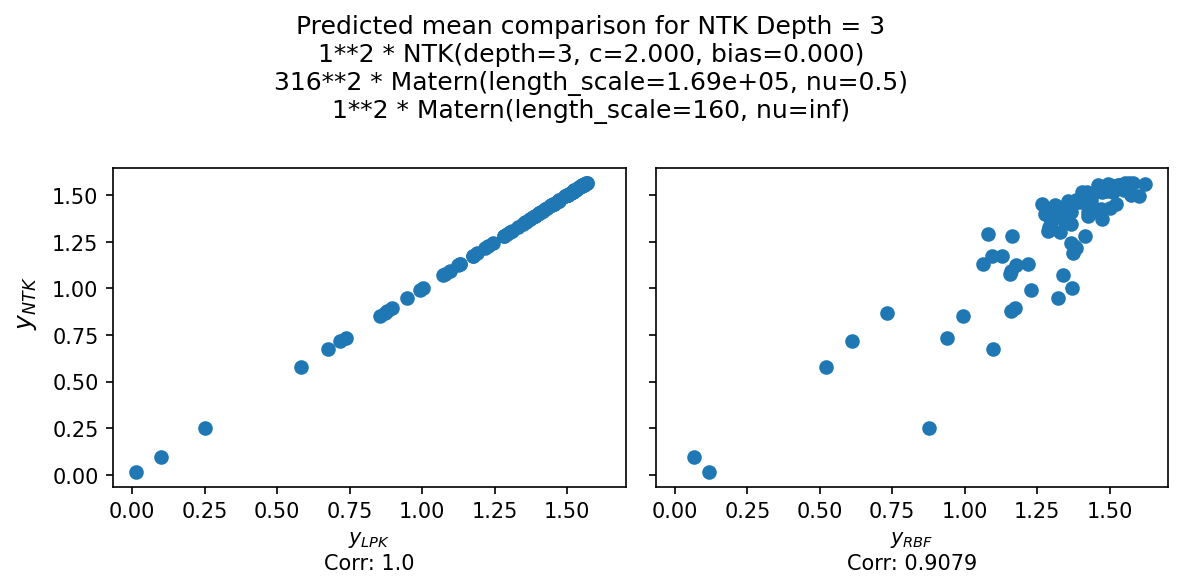 Predicted mean comparison for NTK Depth = 3
1**2 * NTK(depth=3, c=2.000, bias=0.000)
316**2 * Matern(length_scale=1.69e+05, nu=0.5)
1**2 * Matern(length_scale=160, nu=inf)
y_NTK
1.50
1.25
1.00
0.75
0.50
0.25
0.00
0.00 0.25 0.50 0.75 1.00 1.25 1.50
y_LPK
Corr: 1.0
0.00 0.25 0.50 0.75 1.00 1.25 1.50
y_RBF
Corr: 0.9079